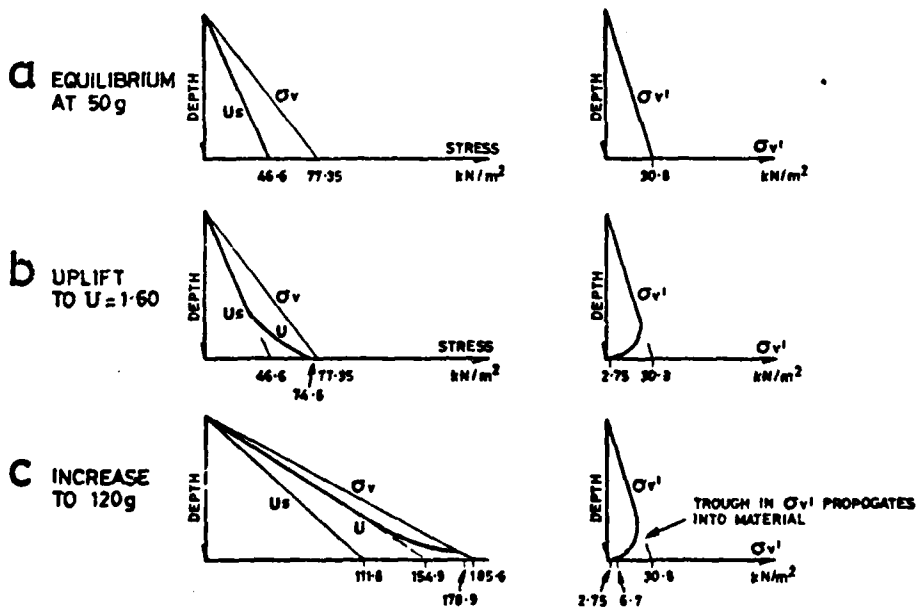 a EQUILIBRIUM
AT 50g
DEPTH
Us
σv
STRESS
46.6 77.35
kN/m²
DEPTH
σv'
σv'
30.8
kN/m²
b UPLIFT
TO U = 1.60
DEPTH
Us
U
σv
STRESS
46.6 77.95
74.6
kN/m²
DEPTH
σv'
σv'
2.75 30.8
kN/m²
c INCREASE
TO 120g
DEPTH
Us
U
σv
111.8 154.9 185.6
178.9
DEPTH
σv'
TROUGH IN σv' PROPOGATES
INTO MATERIAL
σv'
30.8
kN/m²
2.75 6.7